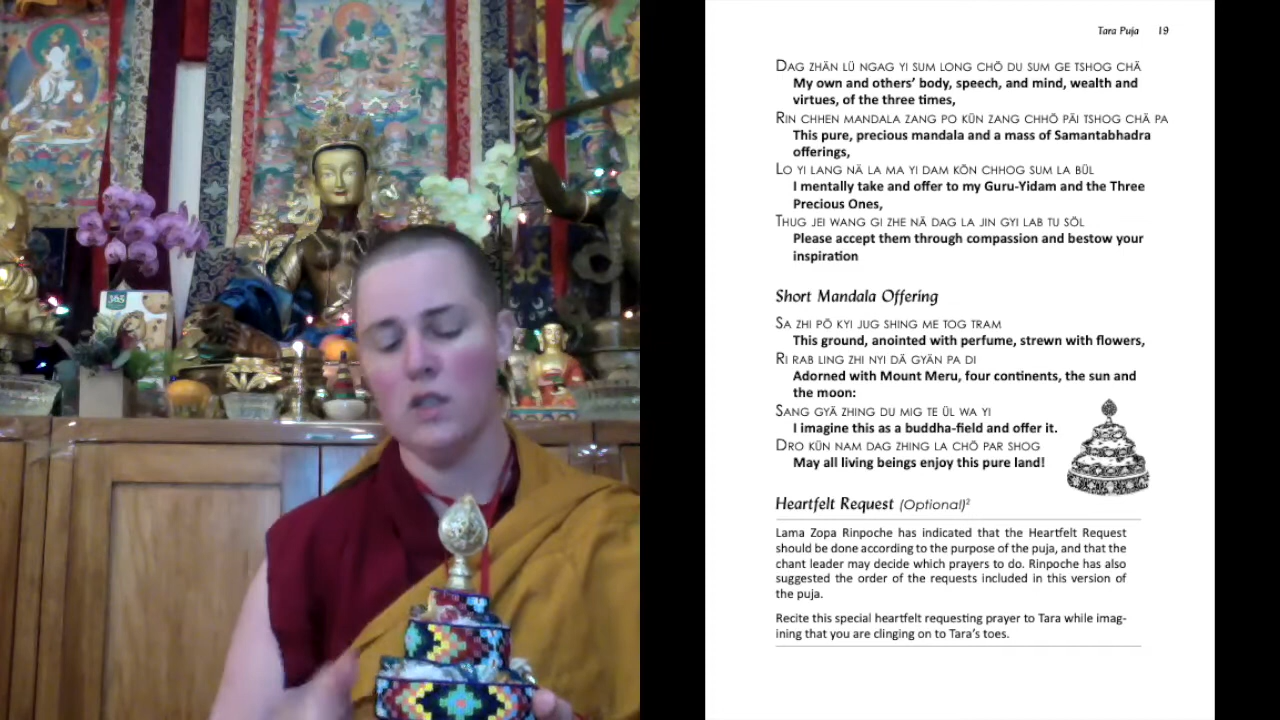 365
Tara Puja 19
DAG ZHÄN LÜ NGAG YI SUM LONG CHÖ DU SUM GE TSHOG CHÄ
My own and others' body, speech, and mind, wealth and
virtues, of the three times,
RIN CHHEN MANDALA ZANG PO KÜN ZANG CHHÖ PÄI TSHOG CHÄ PA
This pure, precious mandala and a mass of Samantabhadra
offerings,
LO YI LANG NÄ LA MA YI DAM KÖN CHHOG SUM LA BÜL
I mentally take and offer to my Guru-Yidam and the Three
Precious Ones,
THUG JEI WANG GI ZHE NÄ DAG LA JIN GYI LAB TU SÖL
Please accept them through compassion and bestow your
inspiration
Short Mandala Offering
SA ZHI PÖ KYI JUG SHING ME TOG TRAM
This ground, anointed with perfume, strewn with flowers,
RI RAB LING ZHI NYI DÄ GYÄN PA DI
Adorned with Mount Meru, four continents, the sun and
the moon:
SANG GYÄ ZHING DU MIG TE ÜL WA YI
I imagine this as a buddha-field and offer it.
DRO KÜN NAM DAG ZHING LA CHÖ PAR SHOG
May all living beings enjoy this pure land!
Heartfelt Request (Optional)²
Lama Zopa Rinpoche has indicated that the Heartfelt Request
should be done according to the purpose of the puja, and that the
chant leader may decide which prayers to do. Rinpoche has also
suggested the order of the requests included in this version of
the puja.
Recite this special heartfelt requesting prayer to Tara while imag-
ining that you are clinging on to Tara's toes.